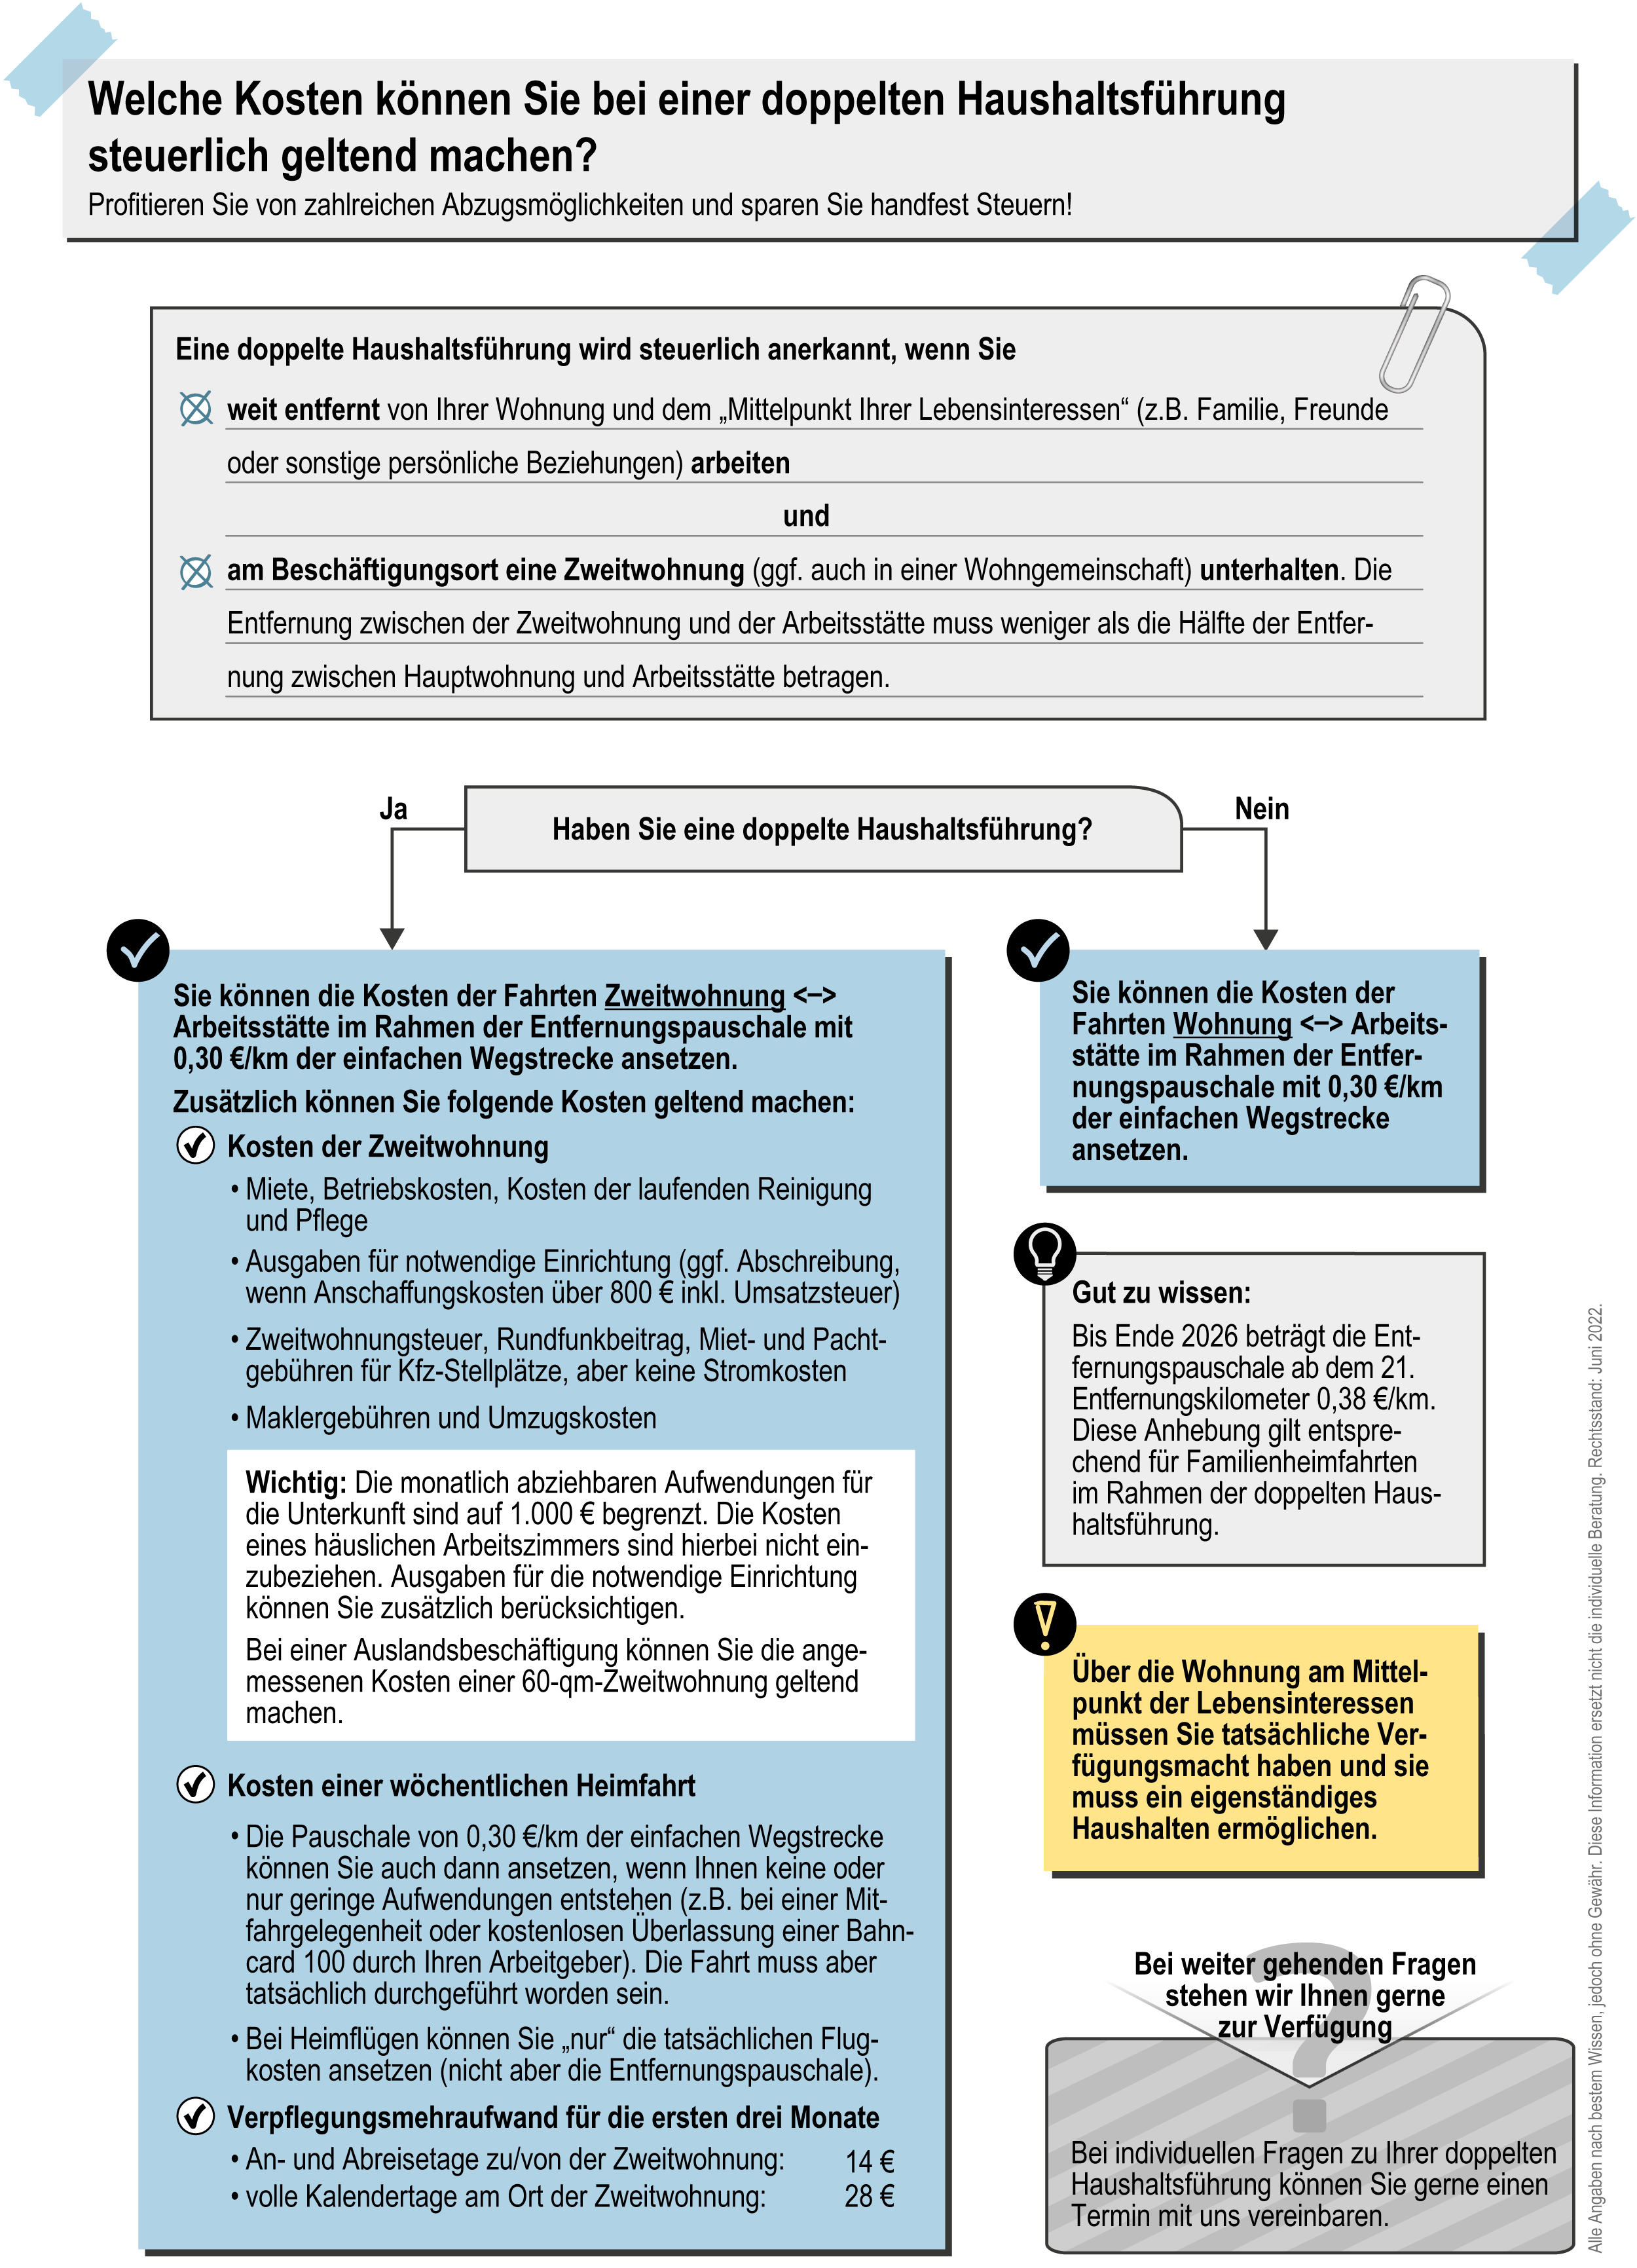 Welche Kosten können Sie bei einer doppelten Haushaltsführung
steuerlich geltend machen?
Profitieren Sie von zahlreichen Abzugsmöglichkeiten und sparen Sie handfest Steuern!
Eine doppelte Haushaltsführung wird steuerlich anerkannt, wenn Sie
weit entfernt von Ihrer Wohnung und dem „Mittelpunkt Ihrer Lebensinteressen“ (z.B. Familie, Freunde
oder sonstige persönliche Beziehungen) arbeiten
und
am Beschäftigungsort eine Zweitwohnung (ggf. auch in einer Wohngemeinschaft) unterhalten. Die
Entfernung zwischen der Zweitwohnung und der Arbeitsstätte muss weniger als die Hälfte der Entfer-
nung zwischen Hauptwohnung und Arbeitsstätte betragen.
Haben Sie eine doppelte Haushaltsführung?
Ja
Nein
Sie können die Kosten der Fahrten Zweitwohnung <–>
Arbeitsstätte im Rahmen der Entfernungspauschale mit
0,30 €/km der einfachen Wegstrecke ansetzen.
Zusätzlich können Sie folgende Kosten geltend machen:
Kosten der Zweitwohnung
• Miete, Betriebskosten, Kosten der laufenden Reinigung
und Pflege
• Ausgaben für notwendige Einrichtung (ggf. Abschreibung,
wenn Anschaffungskosten über 800 € inkl. Umsatzsteuer)
• Zweitwohnungsteuer, Rundfunkbeitrag, Miet- und Pacht-
gebühren für Kfz-Stellplätze, aber keine Stromkosten
• Maklergebühren und Umzugskosten
Wichtig: Die monatlich abziehbaren Aufwendungen für
die Unterkunft sind auf 1.000 € begrenzt. Die Kosten
eines häuslichen Arbeitszimmers sind hierbei nicht ein-
zubeziehen. Ausgaben für die notwendige Einrichtung
können Sie zusätzlich berücksichtigen.
Bei einer Auslandsbeschäftigung können Sie die ange-
messenen Kosten einer 60-qm-Zweitwohnung geltend
machen.
Kosten einer wöchentlichen Heimfahrt
• Die Pauschale von 0,30 €/km der einfachen Wegstrecke
können Sie auch dann ansetzen, wenn Ihnen keine oder
nur geringe Aufwendungen entstehen (z.B. bei einer Mit-
fahrgelegenheit oder kostenlosen Überlassung einer Bahn-
card 100 durch Ihren Arbeitgeber). Die Fahrt muss aber
tatsächlich durchgeführt worden sein.
• Bei Heimflügen können Sie „nur“ die tatsächlichen Flug-
kosten ansetzen (nicht aber die Entfernungspauschale).
Verpflegungsmehraufwand für die ersten drei Monate
• An- und Abreisetage zu/von der Zweitwohnung: 14 €
• volle Kalendertage am Ort der Zweitwohnung: 28 €
Sie können die Kosten der
Fahrten Wohnung <–> Arbeits-
stätte im Rahmen der Entfer-
nungspauschale mit 0,30 €/km
der einfachen Wegstrecke
ansetzen.
Gut zu wissen:
Bis Ende 2026 beträgt die Ent-
fernungspauschale ab dem 21.
Entfernungskilometer 0,38 €/km.
Diese Anhebung gilt entspre-
chend für Familienheimfahrten
im Rahmen der doppelten Haus-
haltsführung.
Über die Wohnung am Mittel-
punkt der Lebensinteressen
müssen Sie tatsächliche Ver-
fügungsmacht haben und sie
muss ein eigenständiges
Haushalten ermöglichen.
Bei weiter gehenden Fragen
stehen wir Ihnen gerne
zur Verfügung
?
Bei individuellen Fragen zu Ihrer doppelten
Haushaltsführung können Sie gerne einen
Termin mit uns vereinbaren.
Alle Angaben nach bestem Wissen, jedoch ohne Gewähr. Diese Information ersetzt nicht die individuelle Beratung. Rechtsstand: Juni 2022.